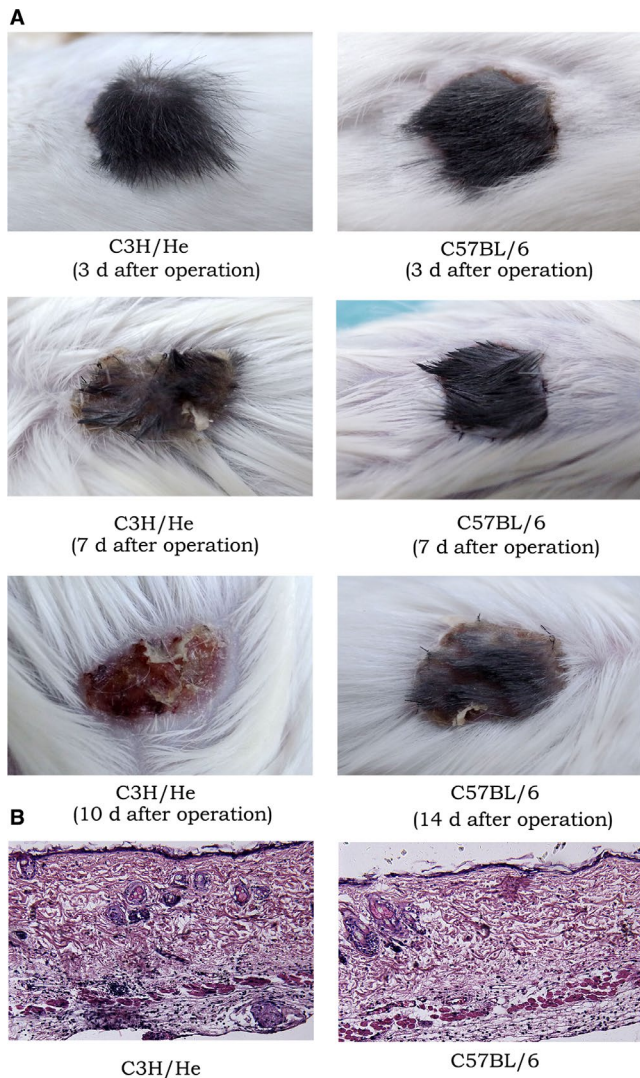 A
C3H/He
(3 d after operation)
C57BL/6
(3 d after operation)
C3H/He
(7 d after operation)
C57BL/6
(7 d after operation)
C3H/He
(10 d after operation)
C57BL/6
(14 d after operation)
B
C3H/He
C57BL/6